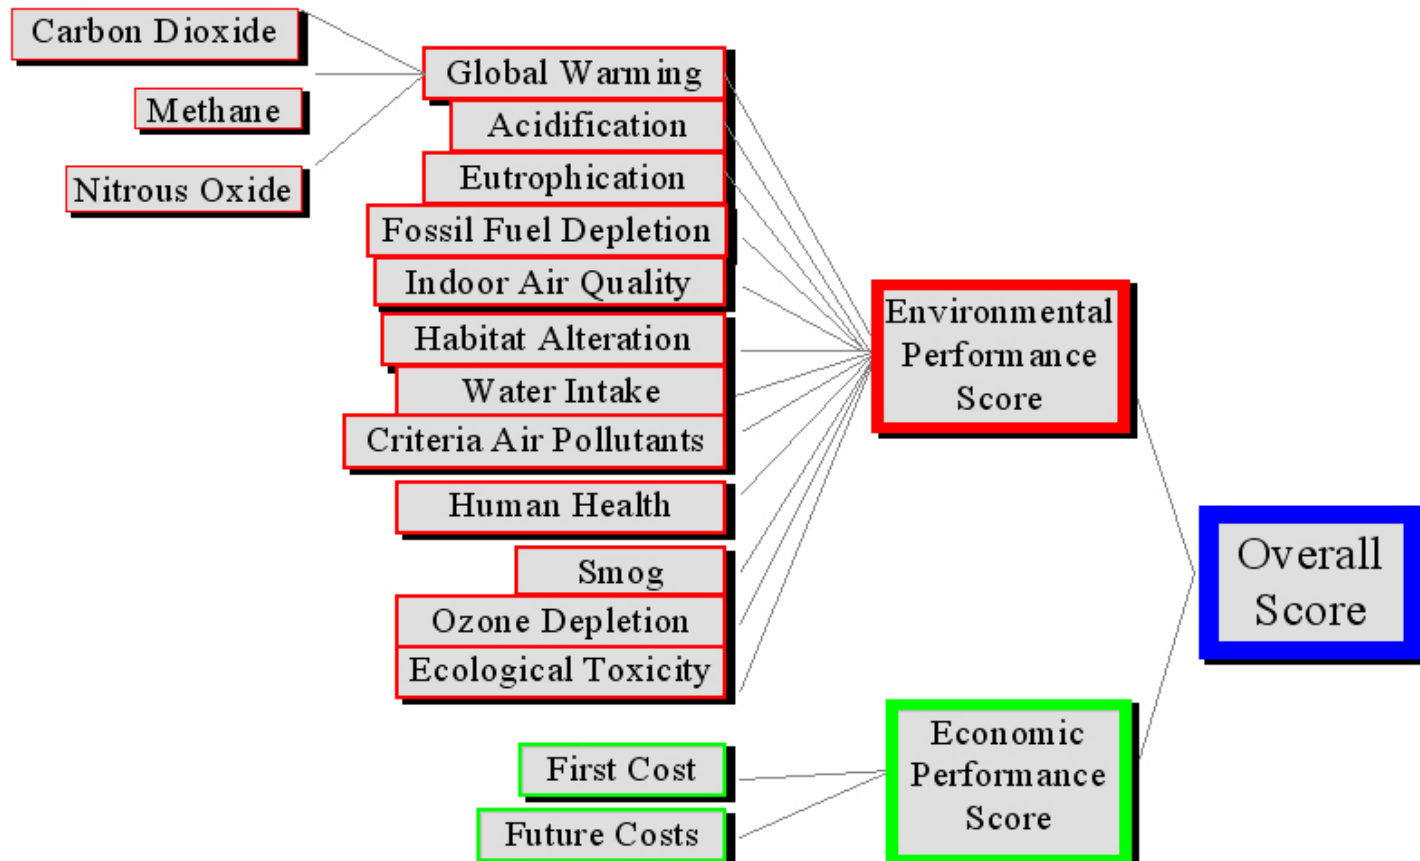 Carbon Dioxide
Methane
Nitrous Oxide
Global Warming
Acidification
Eutrophication
Fossil Fuel Depletion
Indoor Air Quality
Habitat Alteration
Water Intake
Criteria Air Pollutants
Human Health
Smog
Ozone Depletion
Ecological Toxicity
First Cost
Future Costs
Environmental
Performance
Score
Economic
Performance
Score
Overall
Score